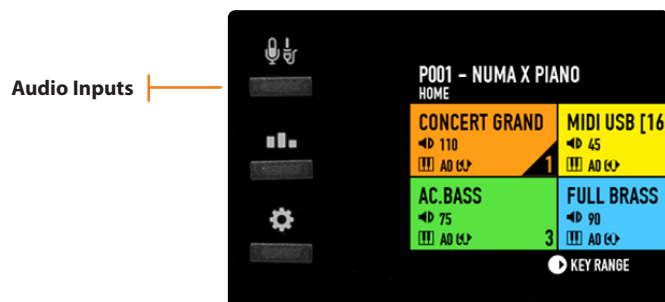 Audio Inputs
P001 - NUMA X PIANO
HOME
CONCERT GRAND
110
A0
1
MIDI USB [16
45
A0
AC.BASS
75
A0
3
FULL BRASS
90
A0
KEY RANGE